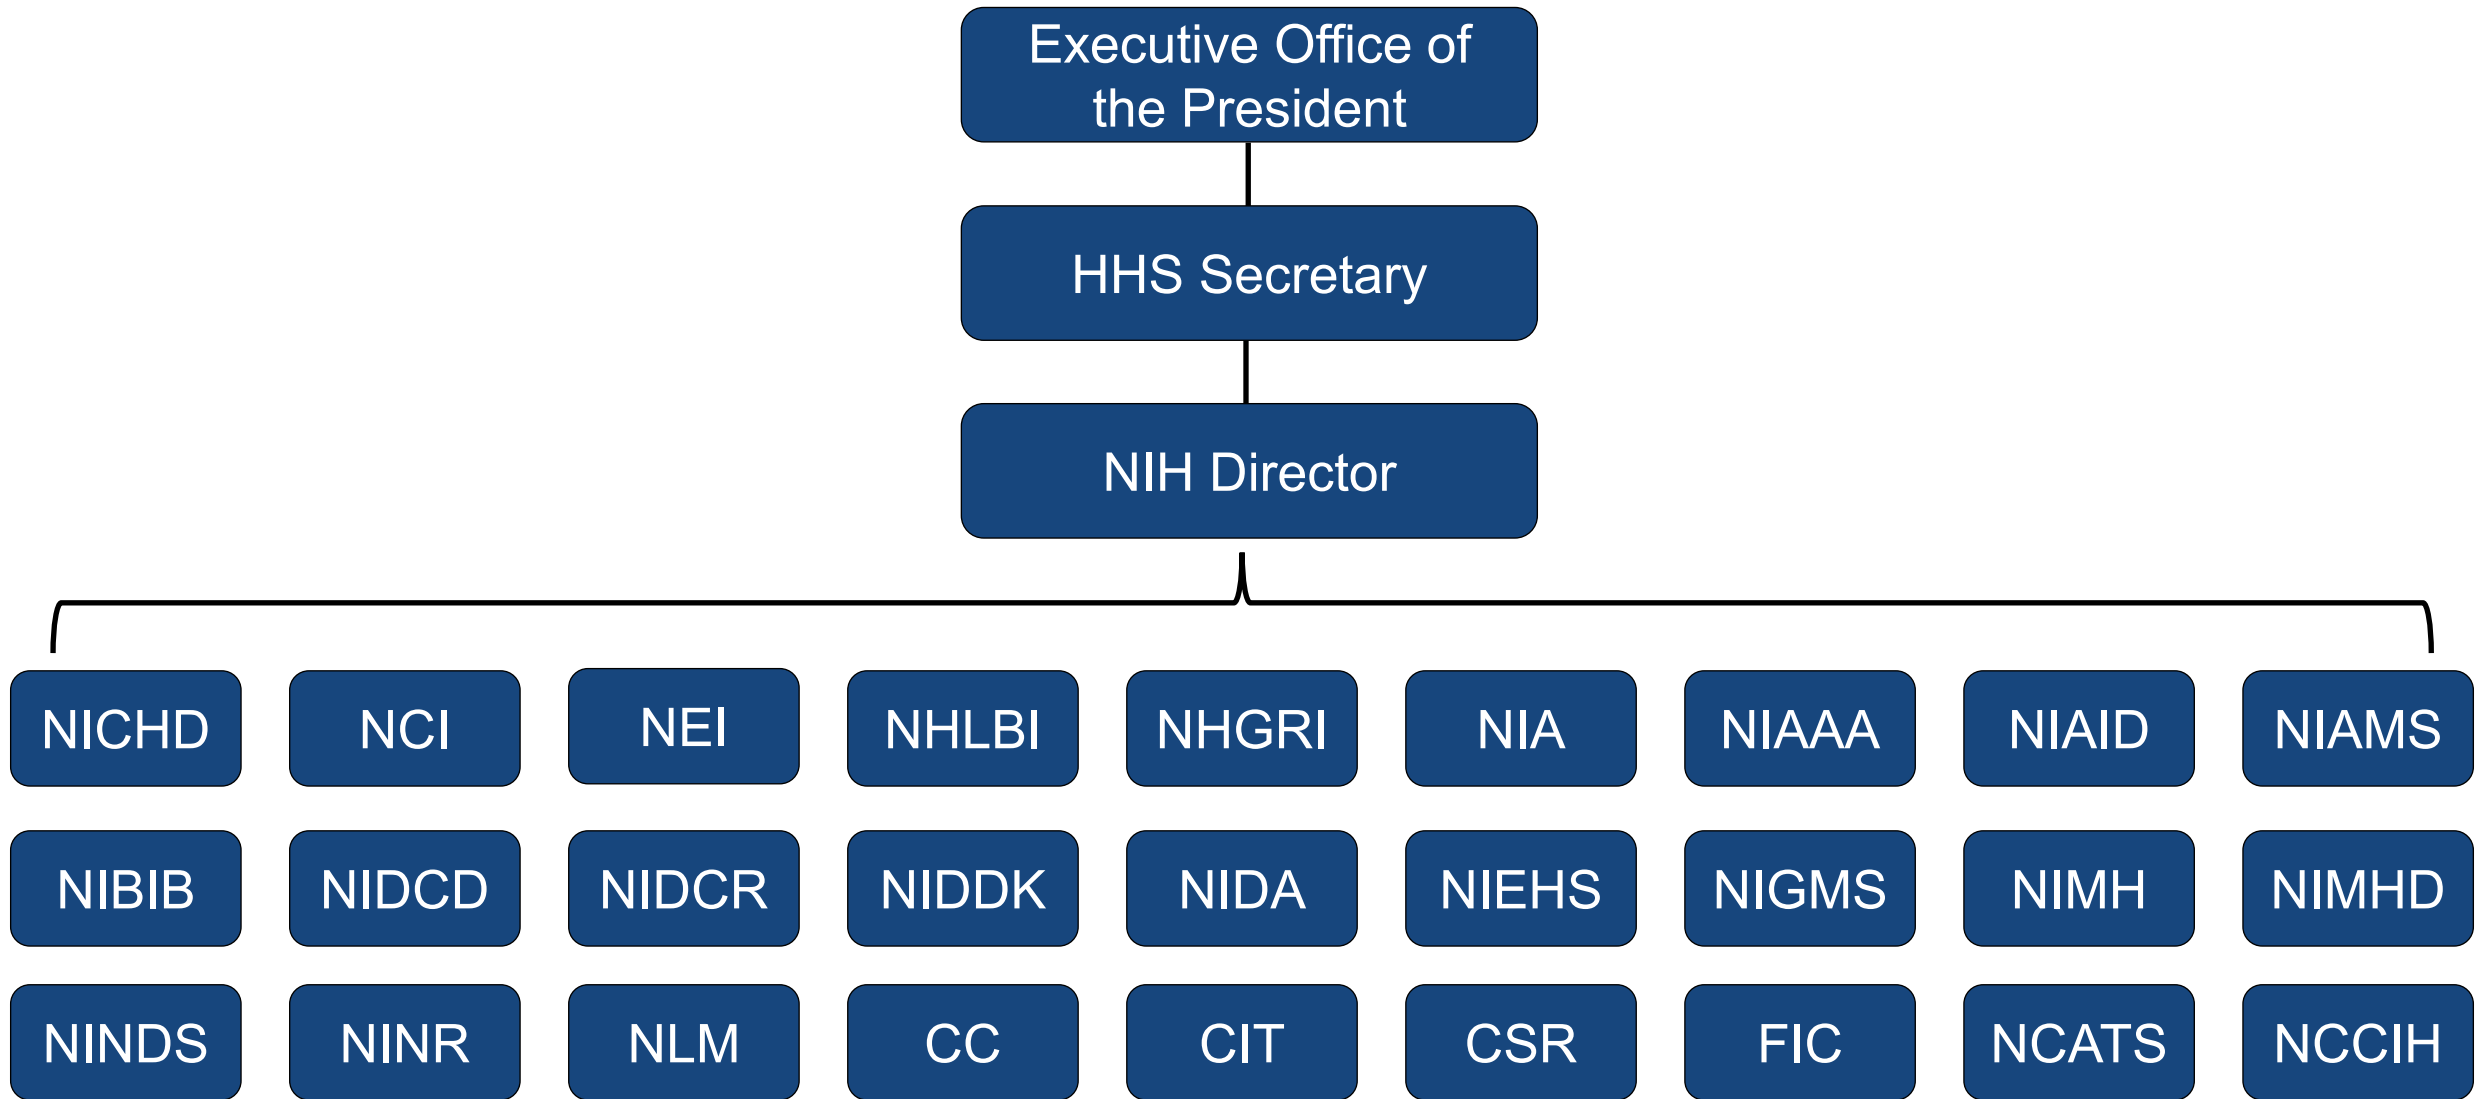 Executive Office of
the President
HHS Secretary
NIH Director
NICHD NCI NEI NHLBI NHGRI NIA NIAAA NIAID NIAMS
NIBIB NIDCD NIDCR NIDDK NIDA NIEHS NIGMS NIMH NIMHD
NINDS NINR NLM CC CIT CSR FIC NCATS NCCIH